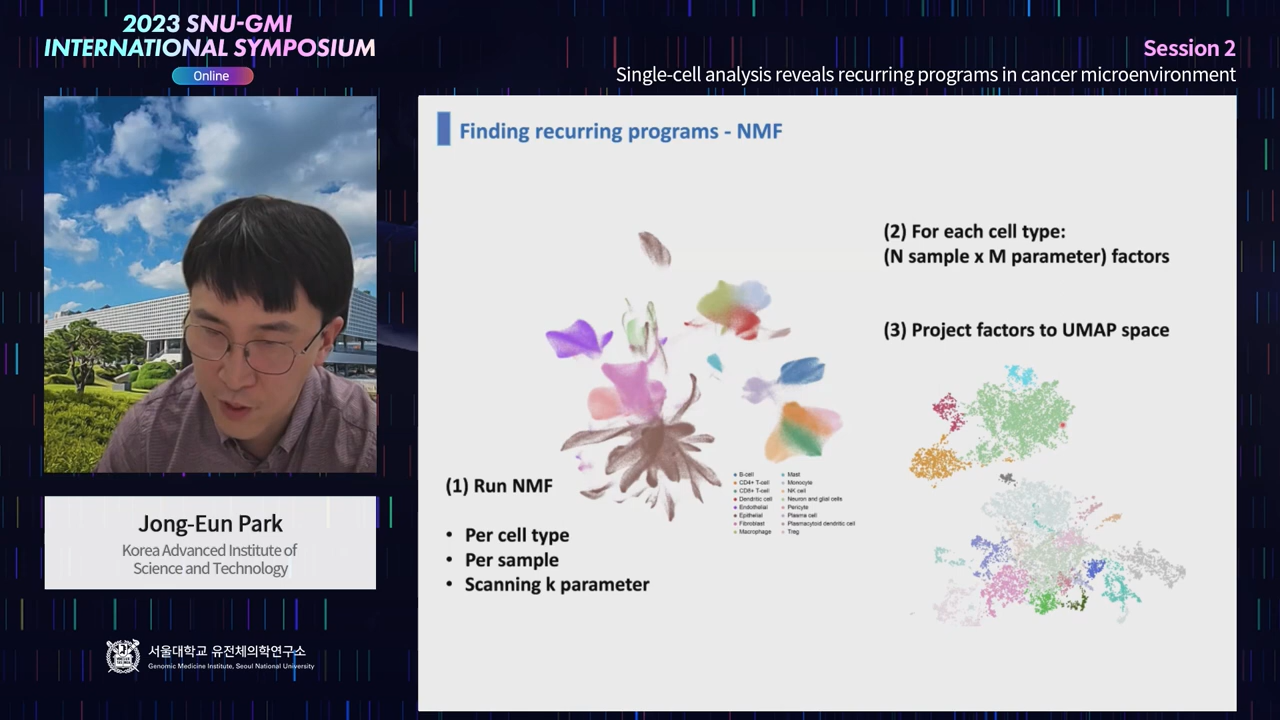 2023 SNU-GMI
INTERNATIONAL SYMPOSIUM
Online
Session 2
Single-cell analysis reveals recurring programs in cancer microenvironment
Finding recurring programs - NMF
(2) For each cell type:
(N sample x M parameter) factors
(3) Project factors to UMAP space
(1) Run NMF
• Per cell type
• Per sample
• Scanning k parameter
B-cell
CD4+ T-cell
CD8+ T-cell
Dendritic cell
Endothelial
Epithelial
Fibroblast
Macrophage
Mast
Monocyte
NK cell
Neuron and glial cells
Pericyte
Plasma cell
Plasmacytoid dendritic cell
Treg
Jong-Eun Park
Korea Advanced Institute of
Science and Technology
서울대학교 유전체의학연구소
Genomic Medicine Institute, Seoul National University